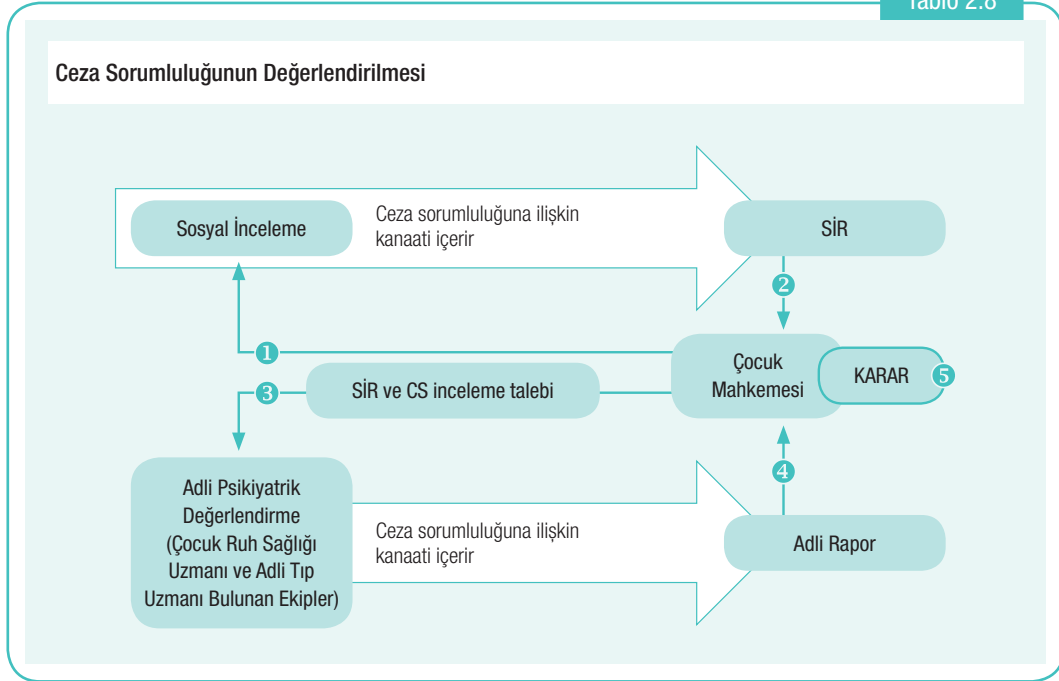 Tablo 2.8
Ceza Sorumluluğunun Değerlendirilmesi
Sosyal İnceleme
Ceza sorumluluğuna ilişkin
kanaati içerir
SİR
2
1
Çocuk
Mahkemesi
KARAR
5
3
SİR ve CS inceleme talebi
4
Adli Psikiyatrik
Değerlendirme
(Çocuk Ruh Sağlığı
Uzmanı ve Adli Tıp
Uzmanı Bulunan Ekipler)
Ceza sorumluluğuna ilişkin
kanaati içerir
Adli Rapor